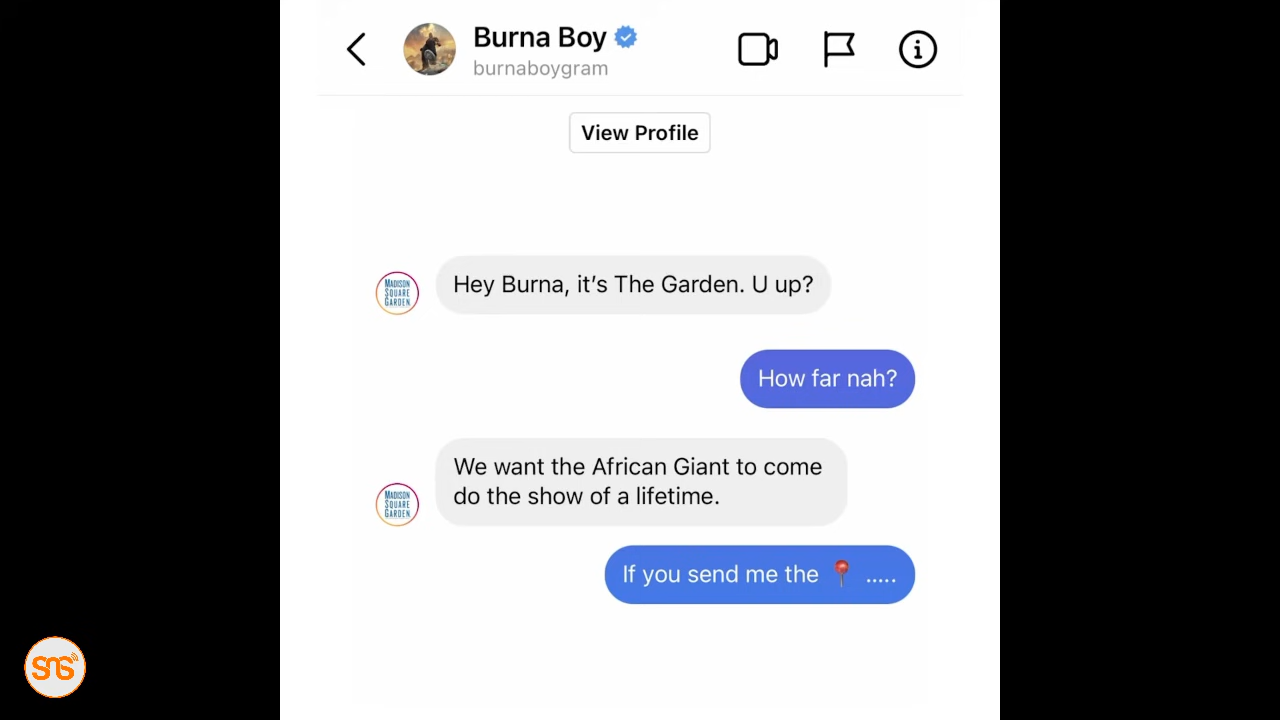 Burna Boy
burnaboygram
View Profile
MADISON
SQUARE
GARDEN
Hey Burna, it's The Garden. U up?
How far nah?
We want the African Giant to come
do the show of a lifetime.
MADISON
SQUARE
GARDEN
If you send me the 📍 .....
SNS